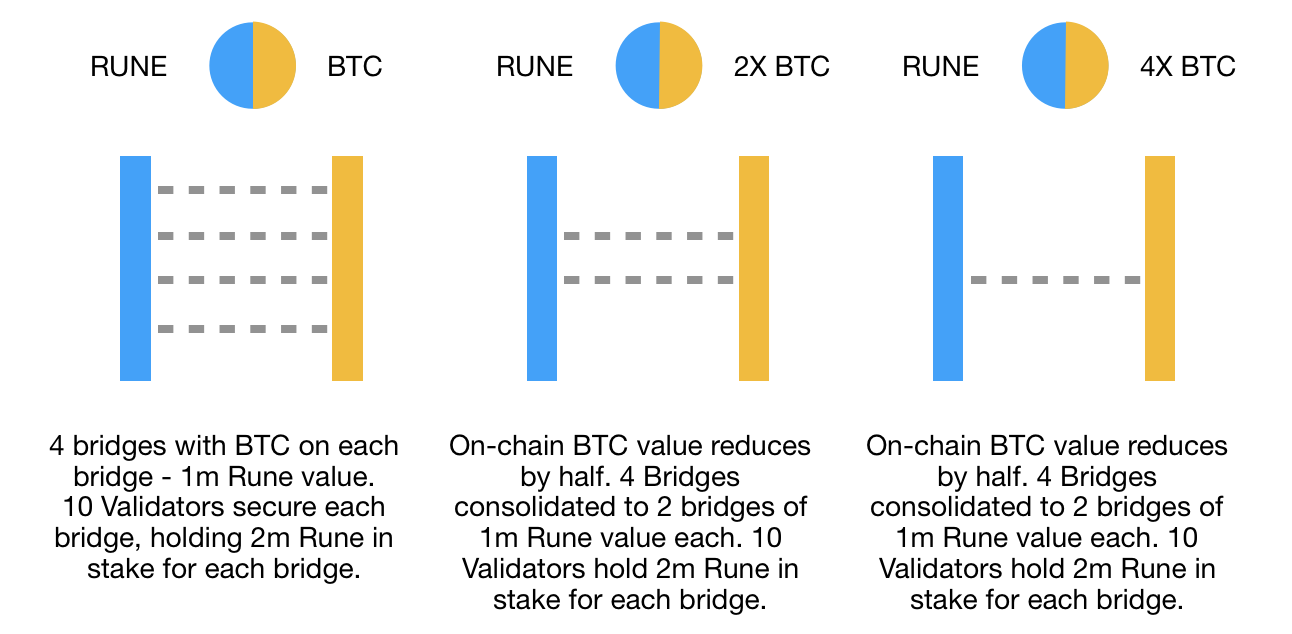 RUNE BTC
RUNE 2X BTC
RUNE 4X BTC
4 bridges with BTC on each
bridge - 1m Rune value.
10 Validators secure each
bridge, holding 2m Rune in
stake for each bridge.
On-chain BTC value reduces
by half. 4 Bridges
consolidated to 2 bridges of
1m Rune value each. 10
Validators hold 2m Rune in
stake for each bridge.
On-chain BTC value reduces
by half. 4 Bridges
consolidated to 2 bridges of
1m Rune value each. 10
Validators hold 2m Rune in
stake for each bridge.